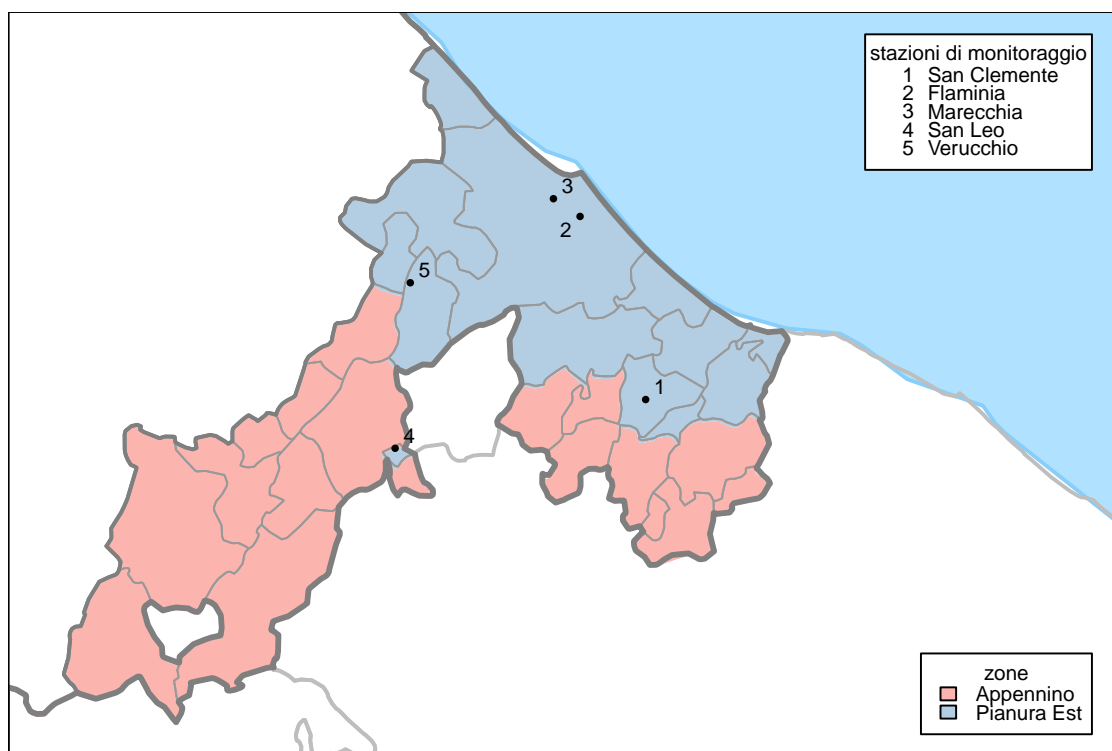 stazioni di monitoraggio
1 San Clemente
2 Flaminia
3 Marecchia
4 San Leo
5 Verucchio
3
2
5
1
4
zone
Appennino
Pianura Est